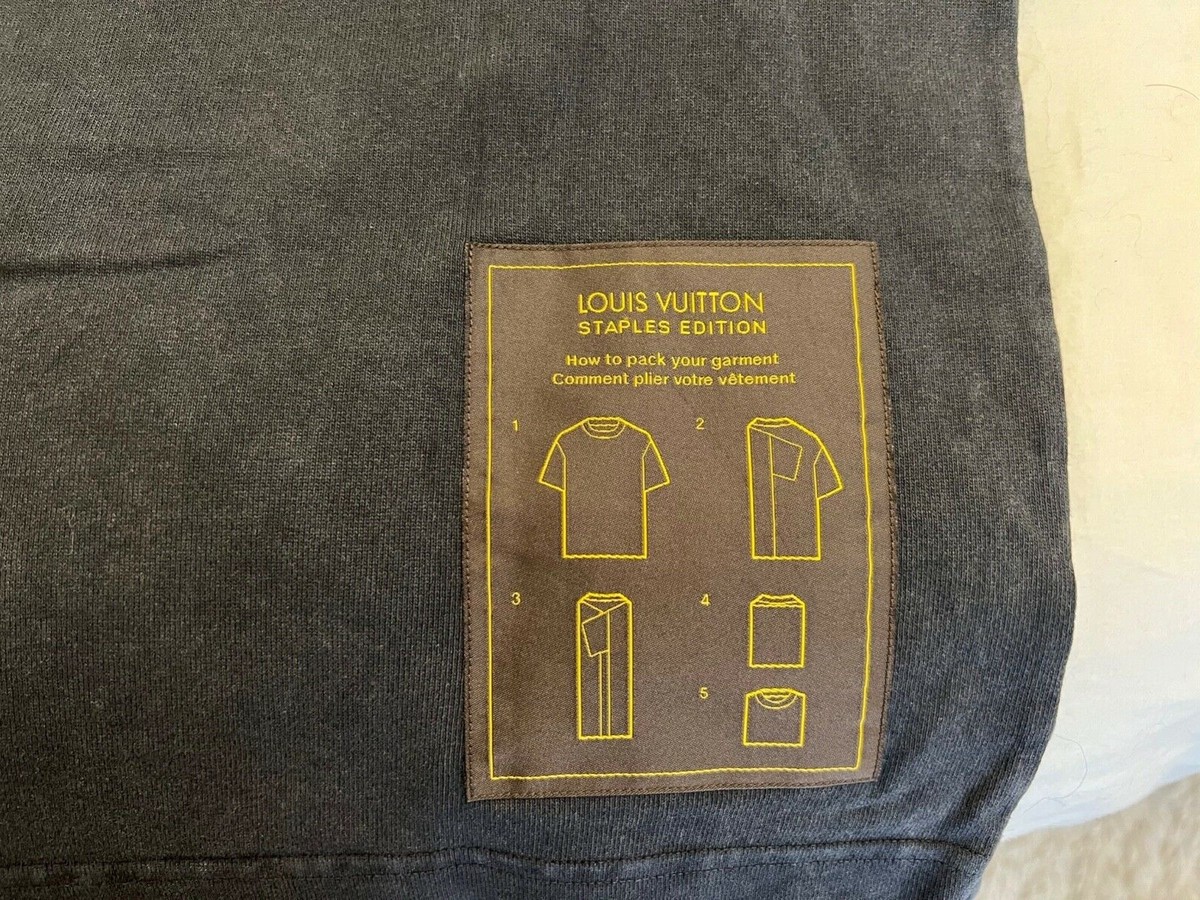 LOUIS VUITTON
STAPLES EDITION
How to pack your garment
Comment plier votre vêtement
1
2
3
4
5